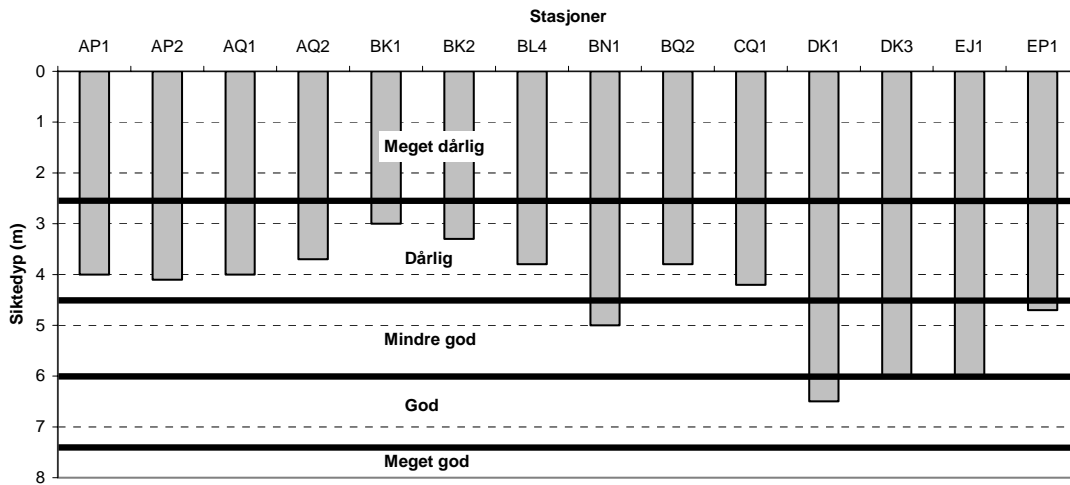 Stasjoner
AP1 AP2 AQ1 AQ2 BK1 BK2 BL4 BN1 BQ2 CQ1 DK1 DK3 EJ1 EP1
0
1
Meget dårlig
2
3
Dårlig
4
5
Mindre god
6
God
7
Meget god
8
Siktedyp (m)